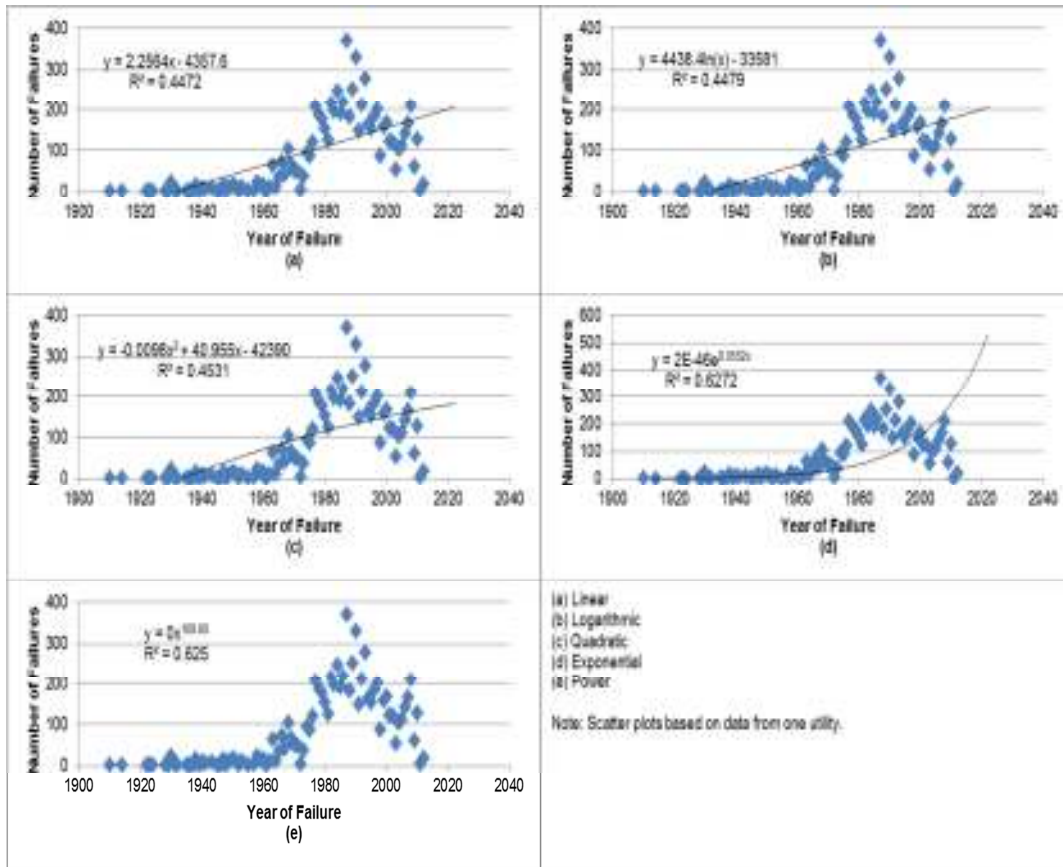 400
300
200
100
0
Number of Failures
y = 2.2564x - 4367.6
R² = 0.4472
1900 1920 1940 1960 1980 2000 2020 2040
Year of Failure
(a)
400
300
200
100
0
Number of Failures
y = 4438.4ln(x) - 33581
R² = 0.4479
1900 1920 1940 1960 1980 2000 2020 2040
Year of Failure
(b)
400
300
200
100
0
Number of Failures
y = -0.0098x² + 40.955x - 42390
R² = 0.4531
1900 1920 1940 1960 1980 2000 2020 2040
Year of Failure
(c)
600
500
400
300
200
100
0
Number of Failures
y = 2E-46e
R² = 0.6272
1900 1920 1940 1960 1980 2000 2020 2040
Year of Failure
(d)
400
300
200
100
0
Number of Failures
y = 0x
R² = 0.625
1900 1920 1940 1960 1980 2000 2020 2040
Year of Failure
(e)
(a) Linear
(b) Logarithmic
(c) Quadratic
(d) Exponential
(e) Power
Note: Scatter plots based on data from one utility.